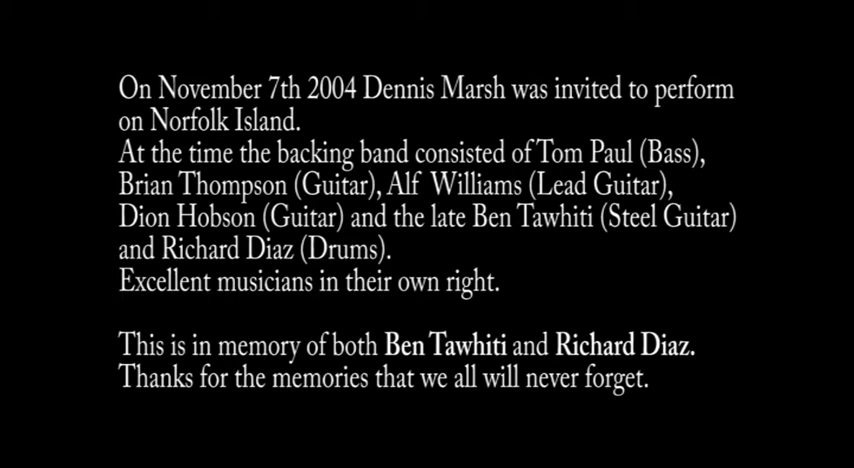 On November 7th 2004 Dennis Marsh was invited to perform
on Norfolk Island.
At the time the backing band consisted of Tom Paul (Bass),
Brian Thompson (Guitar), Alf Williams (Lead Guitar),
Dion Hobson (Guitar) and the late Ben Tawhiti (Steel Guitar)
and Richard Diaz (Drums).
Excellent musicians in their own right.
This is in memory of both Ben Tawhiti and Richard Diaz.
Thanks for the memories that we all will never forget.